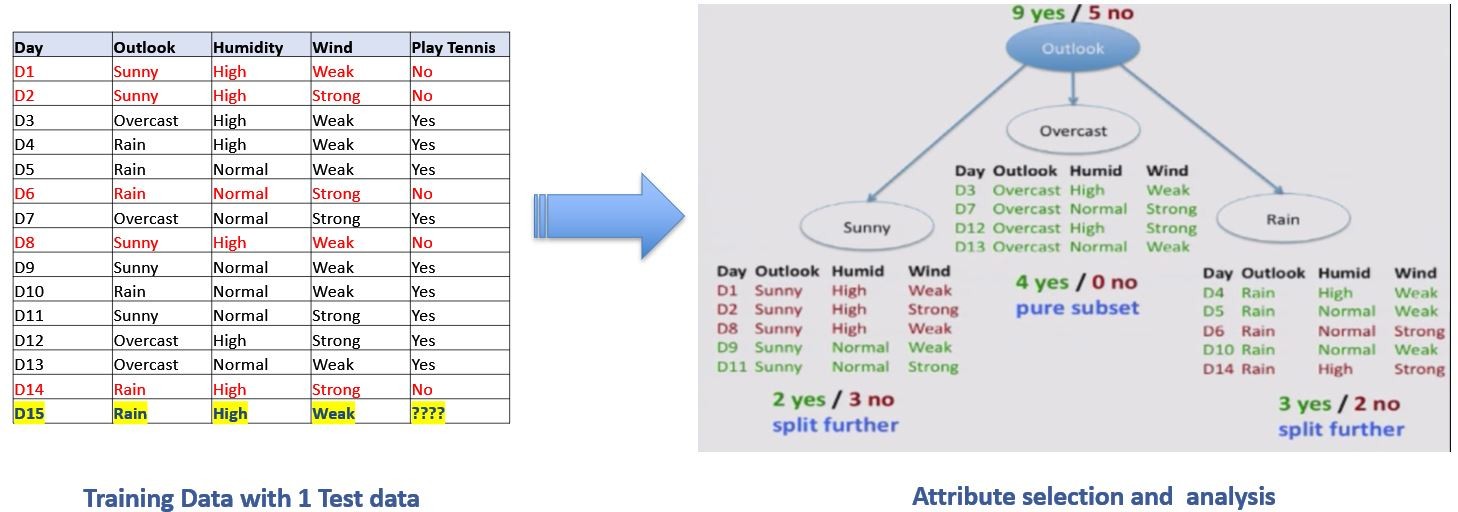 Day Outlook Humidity Wind Play Tennis
D1 Sunny High Weak No
D2 Sunny High Strong No
D3 Overcast High Weak Yes
D4 Rain High Weak Yes
D5 Rain Normal Weak Yes
D6 Rain Normal Strong No
D7 Overcast Normal Strong Yes
D8 Sunny High Weak No
D9 Sunny Normal Weak Yes
D10 Rain Normal Weak Yes
D11 Sunny Normal Strong Yes
D12 Overcast High Strong Yes
D13 Overcast Normal Weak Yes
D14 Rain High Strong No
D15 Rain High Weak ????
Training Data with 1 Test data
9 yes / 5 no
Outlook
Overcast
Day Outlook Humid Wind
D3 Overcast High Weak
D7 Overcast Normal Strong
D12 Overcast High Strong
D13 Overcast Normal Weak
4 yes / 0 no
pure subset
Sunny
Day Outlook Humid Wind
D1 Sunny High Weak
D2 Sunny High Strong
D8 Sunny High Weak
D9 Sunny Normal Weak
D11 Sunny Normal Strong
2 yes / 3 no
split further
Rain
Day Outlook Humid Wind
D4 Rain High Weak
D5 Rain Normal Weak
D6 Rain Normal Strong
D10 Rain Normal Weak
D14 Rain High Strong
3 yes / 2 no
split further
Attribute selection and analysis